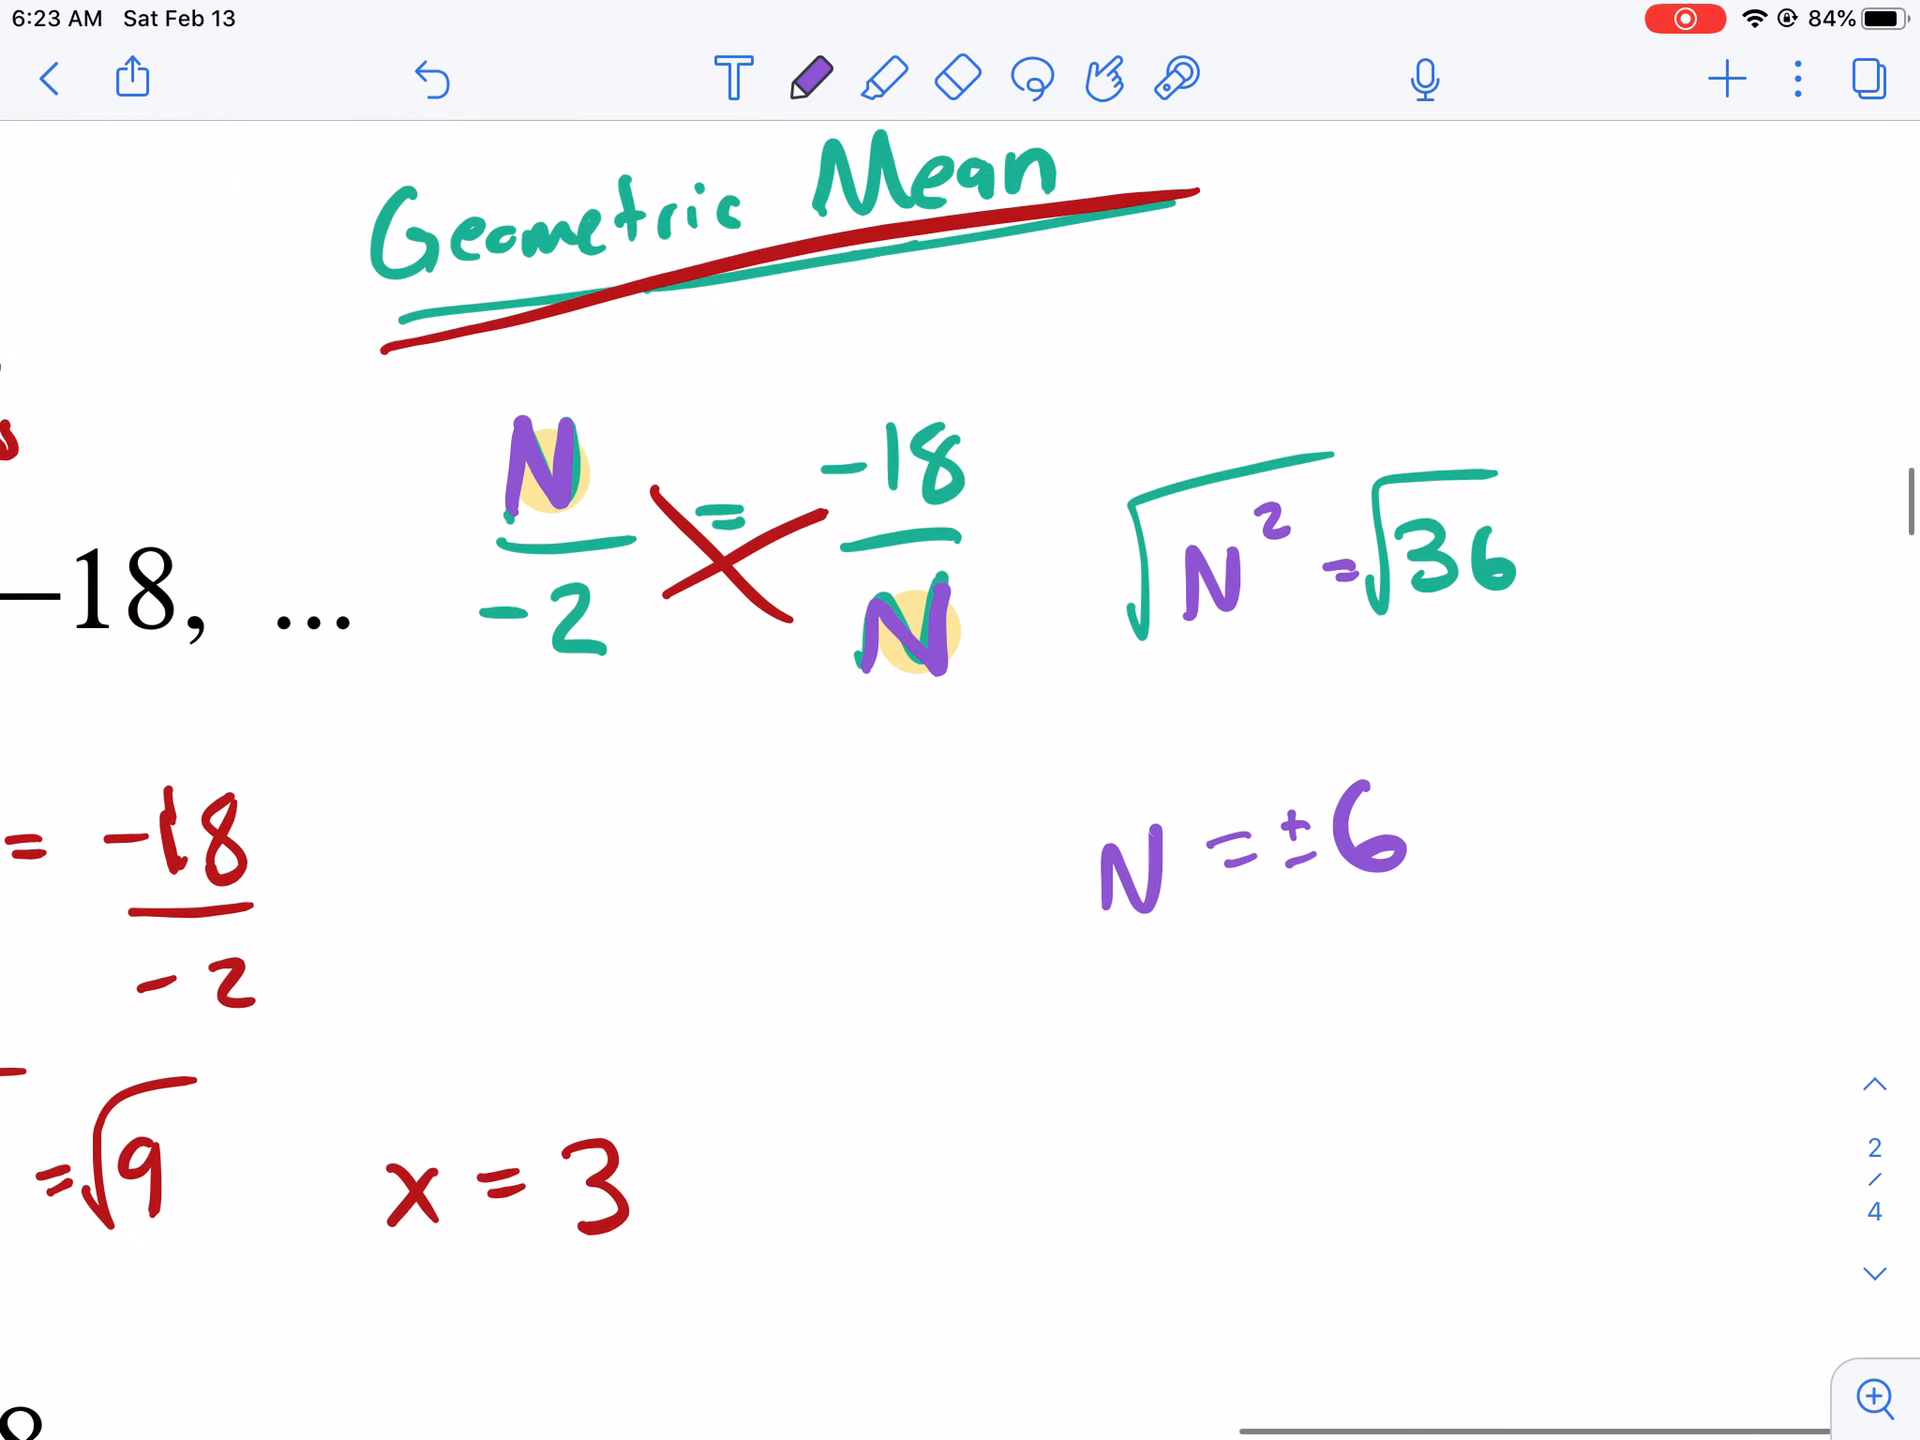 6:23 AM Sat Feb 13
84%
T
Geometric Mean
s
N/-2 = -18/N
√N² = √36
–18, ...
N = ±6
= -18/-2
= √9
x = 3
2
/
4